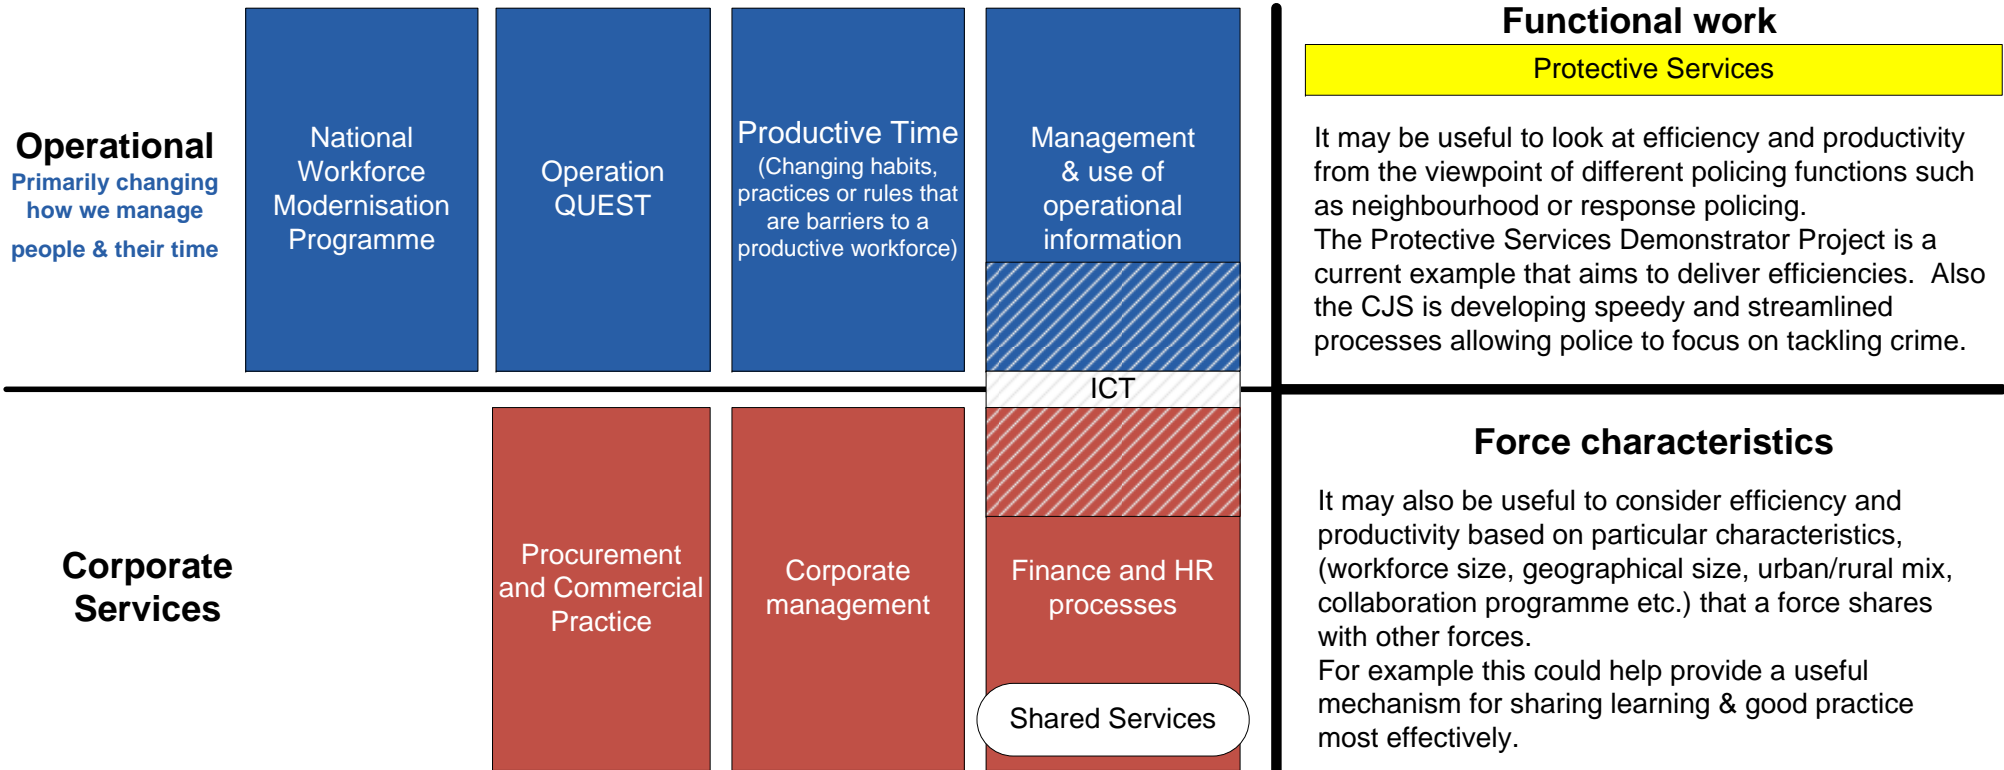 Operational
Primarily changing
how we manage
people & their time
National
Workforce
Modernisation
Programme
Operation
QUEST
Productive Time
(Changing habits,
practices or rules that
are barriers to a
productive workforce)
Management
& use of
operational
information
ICT
Corporate
Services
Procurement
and Commercial
Practice
Corporate
management
Finance and HR
processes
Shared Services
Functional work
Protective Services
It may be useful to look at efficiency and productivity
from the viewpoint of different policing functions such
as neighbourhood or response policing.
The Protective Services Demonstrator Project is a
current example that aims to deliver efficiencies.  Also
the CJS is developing speedy and streamlined
processes allowing police to focus on tackling crime.
Force characteristics
It may also be useful to consider efficiency and
productivity based on particular characteristics,
(workforce size, geographical size, urban/rural mix,
collaboration programme etc.) that a force shares
with other forces.
For example this could help provide a useful
mechanism for sharing learning & good practice
most effectively.